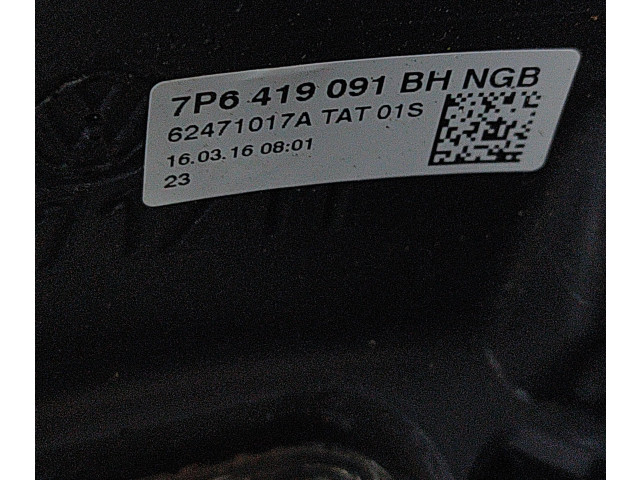 7P6 419 091 BH NGB
62471017A TAT 01S
16.03.16 08:01
23